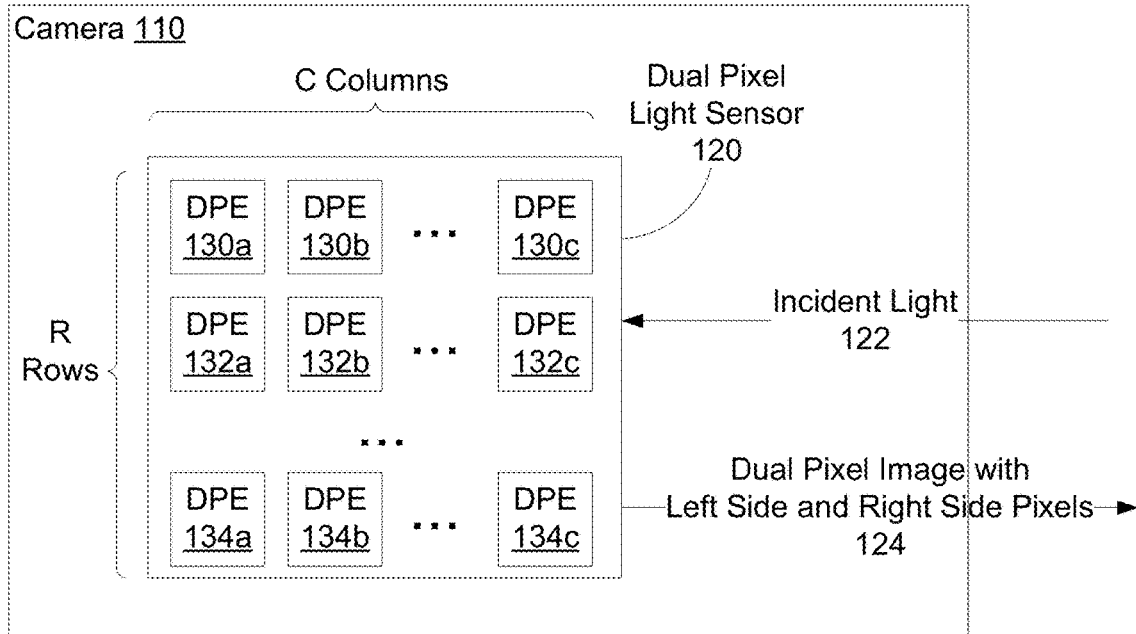 Camera 110
C Columns
Dual Pixel
Light Sensor
120
DPE DPE DPE
130a 130b ... 130c
R
Rows
DPE DPE DPE
132a 132b ... 132c
Incident Light
122
...
DPE DPE DPE
134a 134b ... 134c
Dual Pixel Image with
Left Side and Right Side Pixels
124